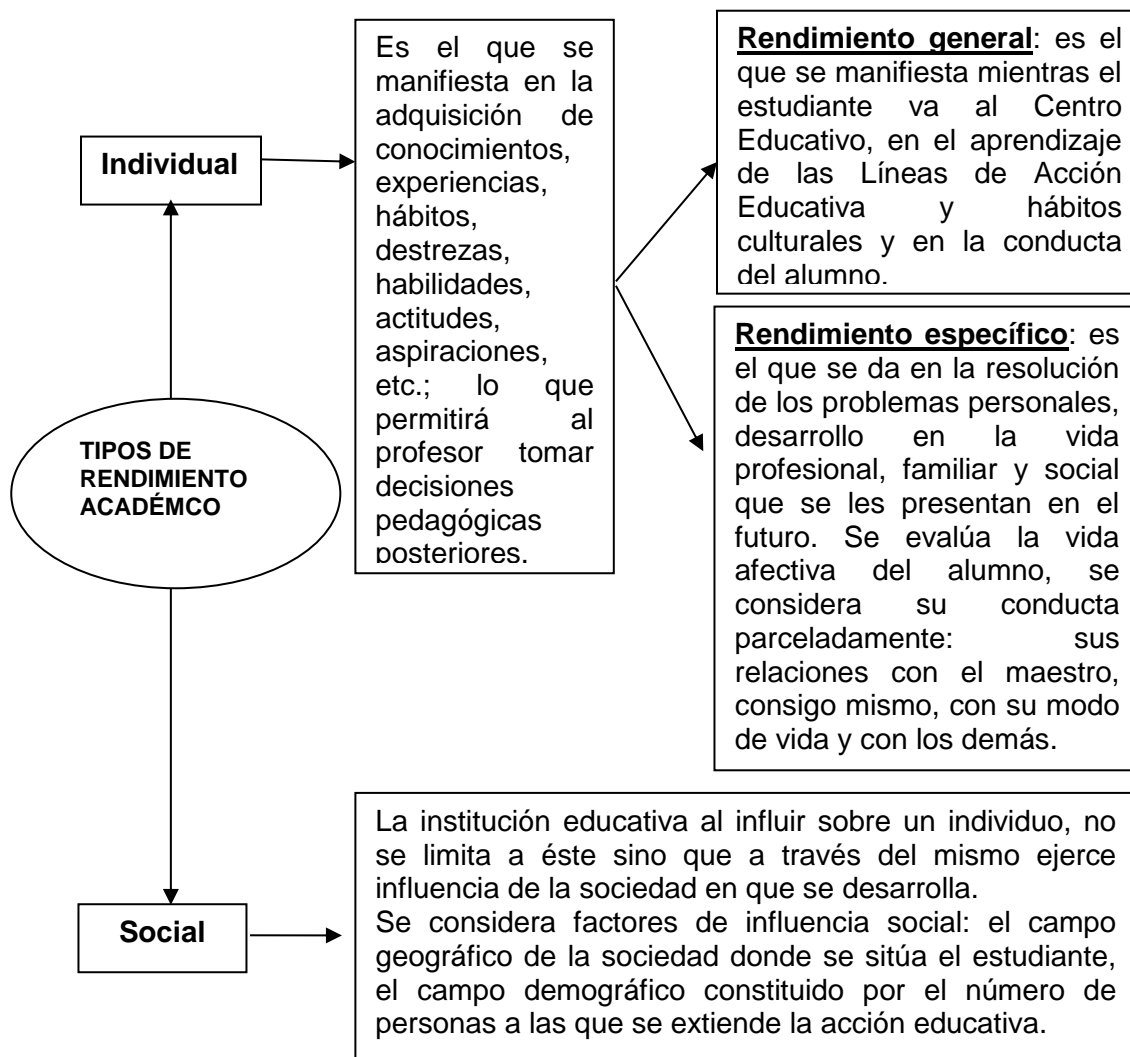 TIPOS DE
RENDIMIENTO
ACADÉMCO
Individual
Es el que se
manifiesta en la
adquisición de
conocimientos,
experiencias,
hábitos,
destrezas,
habilidades,
actitudes,
aspiraciones,
etc.; lo que
permitirá al
profesor tomar
decisiones
pedagógicas
posteriores.
Rendimiento general: es el
que se manifiesta mientras el
estudiante va al Centro
Educativo, en el aprendizaje
de las Líneas de Acción
Educativa y hábitos
culturales y en la conducta
del alumno.
Rendimiento específico: es
el que se da en la resolución
de los problemas personales,
desarrollo en la vida
profesional, familiar y social
que se les presentan en el
futuro. Se evalúa la vida
afectiva del alumno, se
considera su conducta
parceladamente: sus
relaciones con el maestro,
consigo mismo, con su modo
de vida y con los demás.
Social
La institución educativa al influir sobre un individuo, no
se limita a éste sino que a través del mismo ejerce
influencia de la sociedad en que se desarrolla.
Se considera factores de influencia social: el campo
geográfico de la sociedad donde se sitúa el estudiante,
el campo demográfico constituido por el número de
personas a las que se extiende la acción educativa.